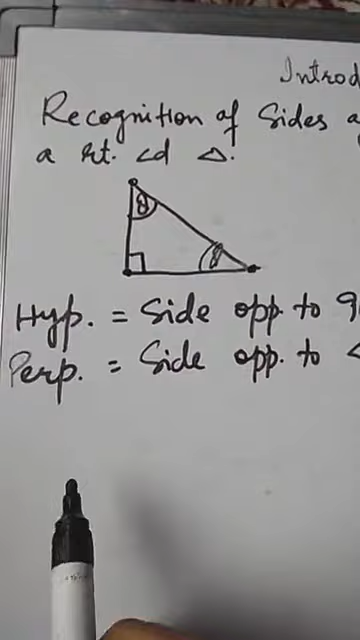 Introd
Recognition of Sides
a rt. ∠d △.
θ
θ
Hyp. = Side opp. to 9
Perp. = Side opp. to ∠